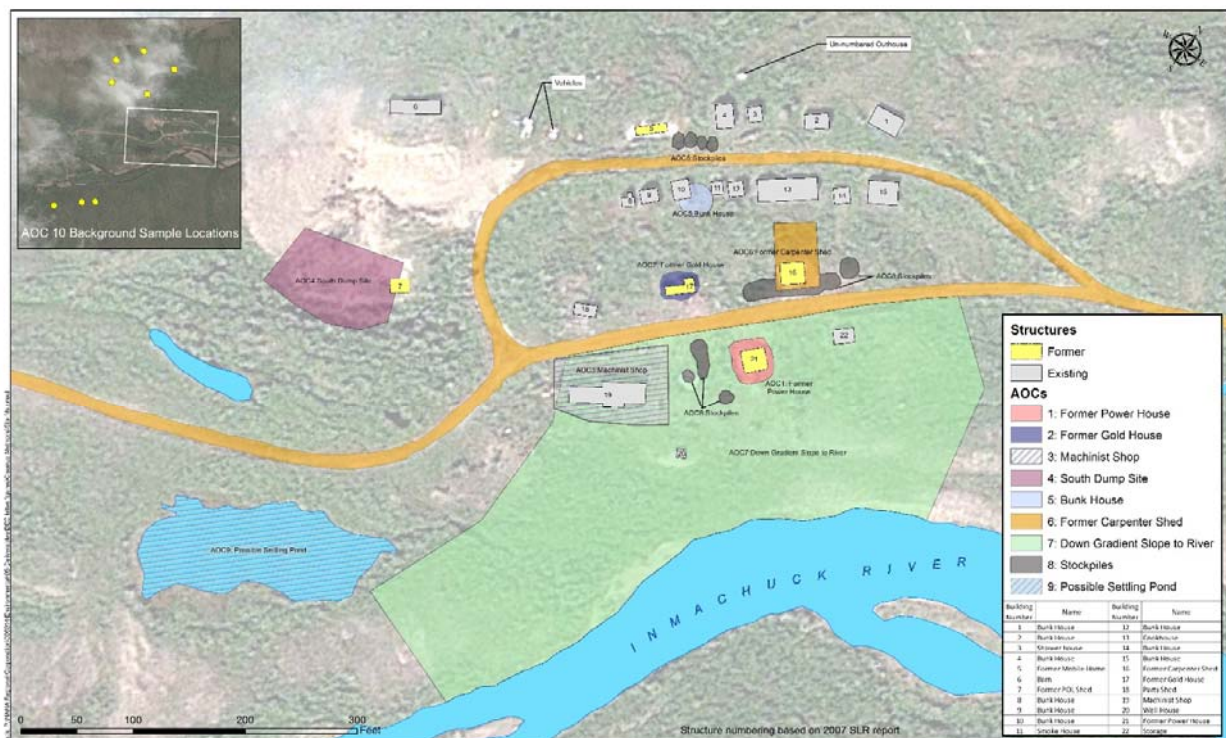 AOC 10 Background Sample Locations
Un-numbered Outhouse
Vehicles
6
5
4
3
2
1
AOC8:Stockpiles
8
9
10
11
12
13
14
15
AOC5:Bunk House
AOC6:Former Carpenter Shed
16
AOC8:Stockpiles
17
AOC4:South Dump Site
7
18
22
AOC3:Machinist Shop
19
21
AOC1: Former
Power House
AOC8:Stockpiles
AOC7:Down Gradient Slope to River
AOC9: Possible Settling Pond
INMACHUCK RIVER
0 50 100 200 300
Feet
Structure numbering based on 2007 SLR report
Structures
Former
Existing
AOCs
1: Former Power House
2: Former Gold House
3: Machinist Shop
4: South Dump Site
5: Bunk House
6: Former Carpenter Shed
7: Down Gradient Slope to River
8: Stockpiles
9: Possible Settling Pond
Building Number Name Building Number Name
1 Bunk House 12 Bunk House
2 Bunk House 13 Cookhouse
3 Shower house 14 Bunk House
4 Bunk House 15 Bunk House
5 Former Mobile Home 16 Former Carpenter Shed
6 Barn 17 Former Gold House
7 Former POL Shed 18 Parts Shed
8 Bunk House 19 Machinist Shop
9 Bunk House 20 Well House
10 Bunk House 21 Former Power House
11 Smoke House 22 Storage